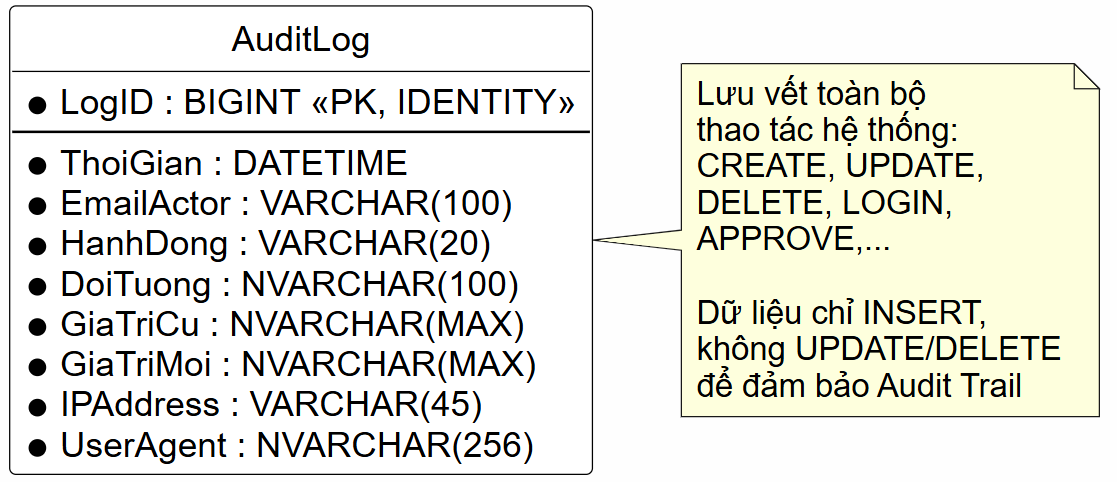 AuditLog
LogID : BIGINT «PK, IDENTITY»
ThoiGian : DATETIME
EmailActor : VARCHAR(100)
HanhDong : VARCHAR(20)
DoiTuong : NVARCHAR(100)
GiaTriCu : NVARCHAR(MAX)
GiaTriMoi : NVARCHAR(MAX)
IPAddress : VARCHAR(45)
UserAgent : NVARCHAR(256)
Lưu vết toàn bộ
thao tác hệ thống:
CREATE, UPDATE,
DELETE, LOGIN,
APPROVE,...
Dữ liệu chỉ INSERT,
không UPDATE/DELETE
để đảm bảo Audit Trail